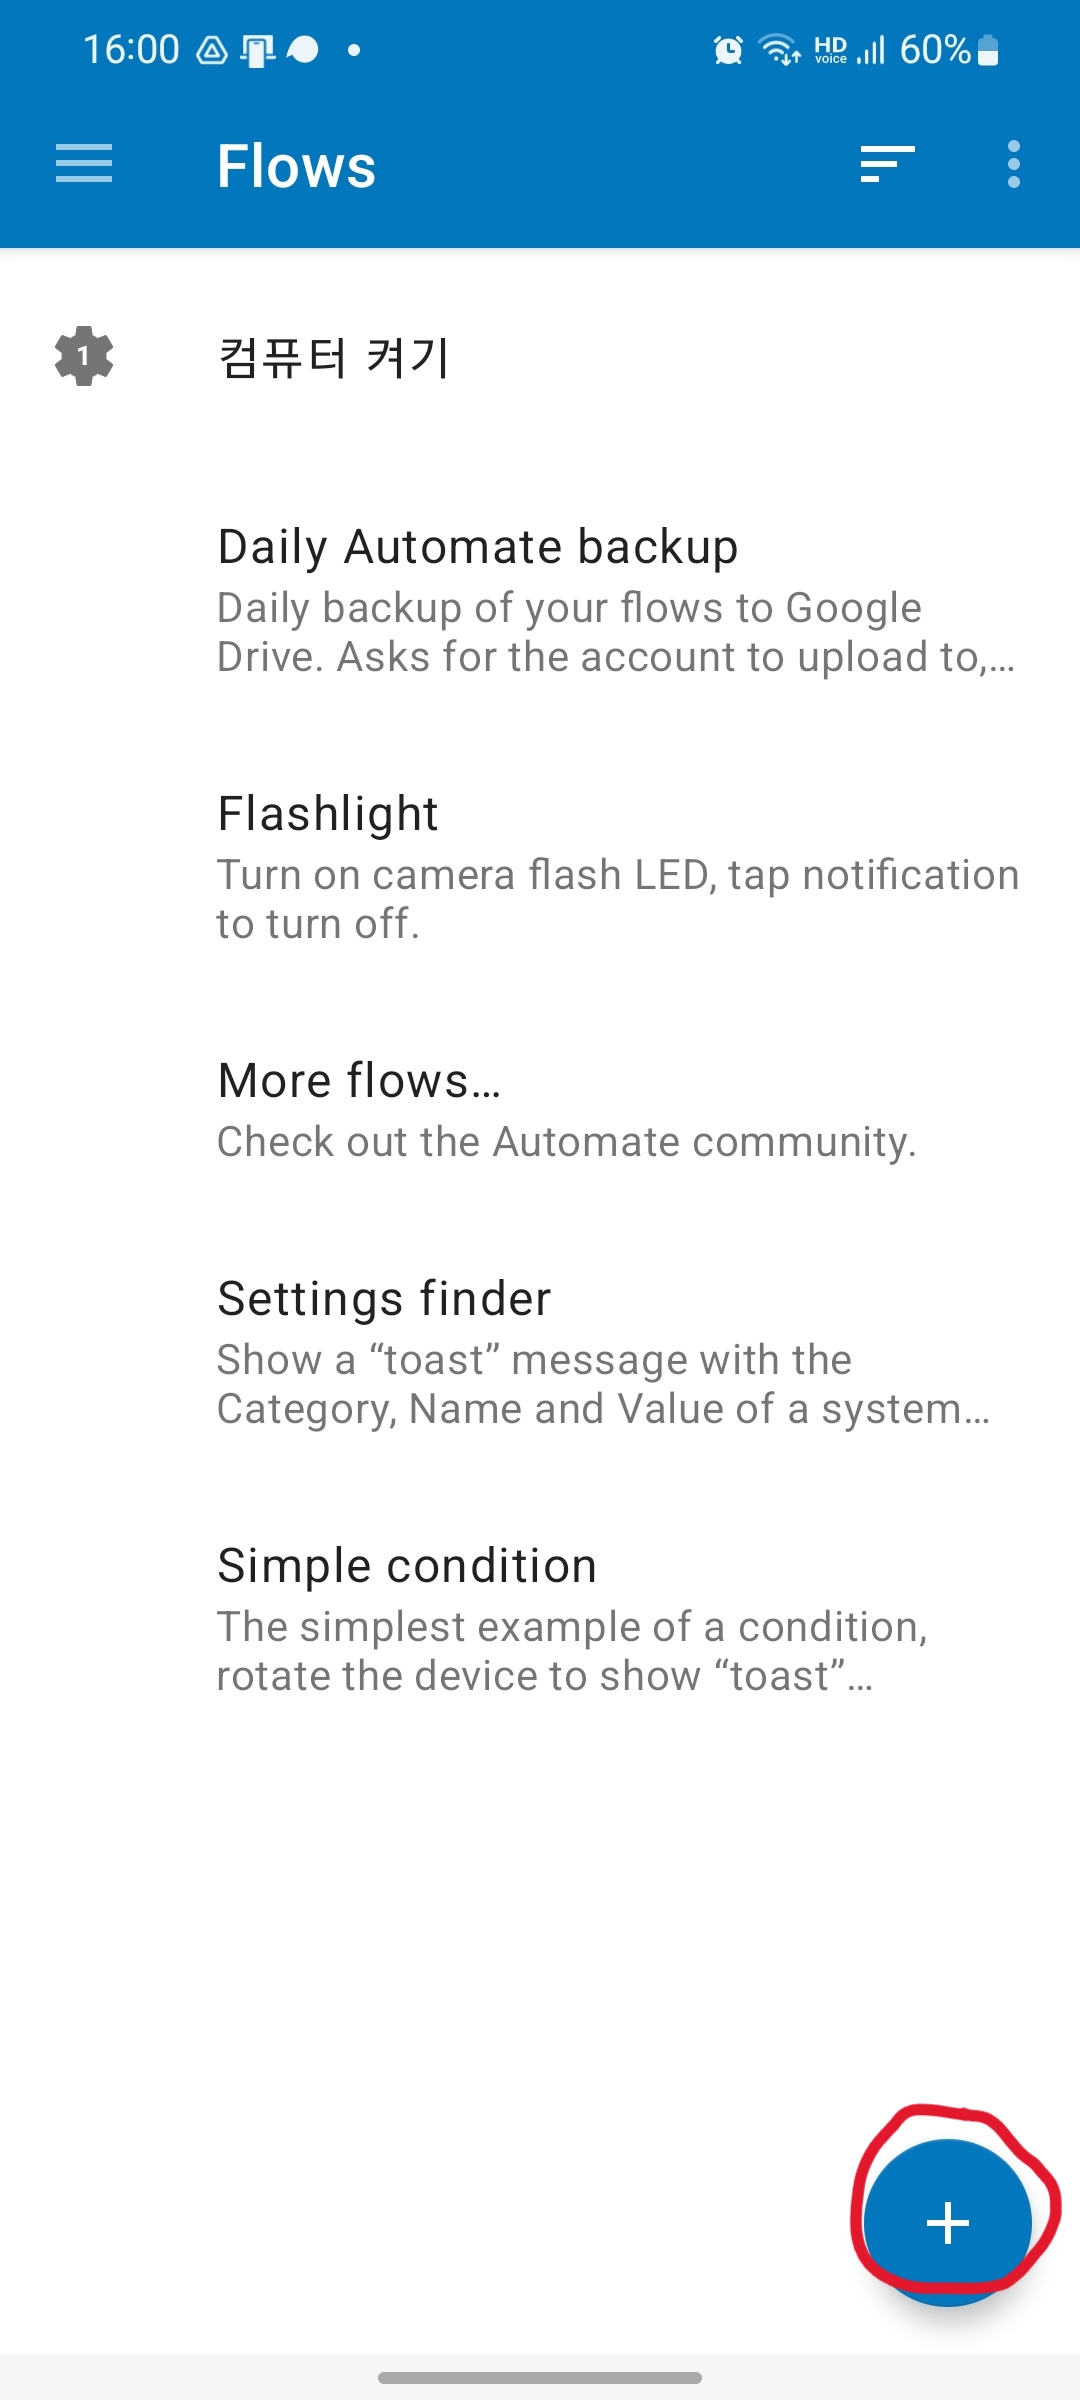 16:00
HD voice
60%
Flows
1
컴퓨터 켜기
Daily Automate backup
Daily backup of your flows to Google
Drive. Asks for the account to upload to,…
Flashlight
Turn on camera flash LED, tap notification
to turn off.
More flows…
Check out the Automate community.
Settings finder
Show a “toast” message with the
Category, Name and Value of a system…
Simple condition
The simplest example of a condition,
rotate the device to show “toast”…